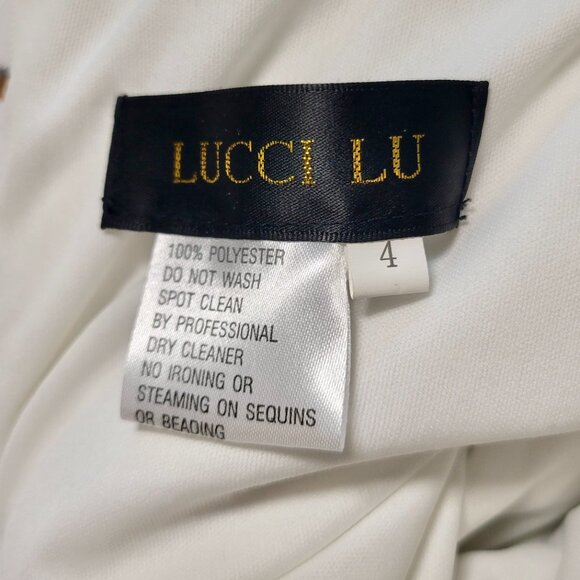 LUCCI LU
4
100% POLYESTER
DO NOT WASH
SPOT CLEAN
BY PROFESSIONAL
DRY CLEANER
NO IRONING OR
STEAMING ON SEQUINS
OR BEADING